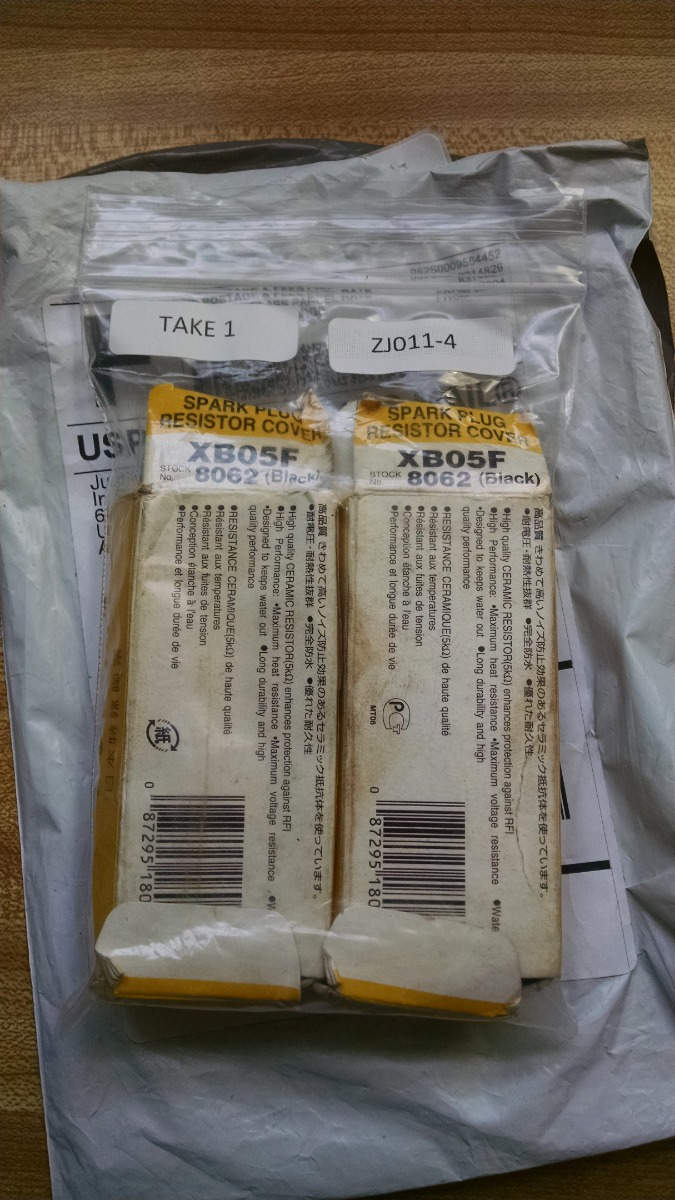 062S0009584452
TAKE 1
ZJ011-4
US P
SPARK PLUG
RESISTOR COVER
XB05F
STOCK No. 8062 (Black)
高品質 きわめて高いノイズ防止効果のあるセラミック抵抗体を使っています。
●耐電圧・耐熱性抜群 ●完全防水 ●優れた耐久性
●High quality CERAMIC RESISTOR(5kΩ) enhances protection against RFI
●High Performance: •Maximum heat resistance •Maximum voltage resistance
•Designed to keeps water out ●Long durability and high
quality performance
●RESISTANCE CERAMIQUE(5kΩ) de haute qualité
●Résistant aux temperatures
●Résistant aux fuites de tension
●Conception étanche à l'eau
●Performance et longue durée de vie
紙
0 87295 180
SPARK PLUG
RESISTOR COVER
XB05F
STOCK No. 8062 (Black)
高品質 きわめて高いノイズ防止効果のあるセラミック抵抗体を使っています。
●耐電圧・耐熱性抜群 ●完全防水 ●優れた耐久性
●High quality CERAMIC RESISTOR(5kΩ) enhances protection against RFI
●High Performance: •Maximum heat resistance •Maximum voltage resistance ●Wate
•Designed to keeps water out ●Long durability and high
quality performance
●RESISTANCE CERAMIQUE(5kΩ) de haute qualité
●Résistant aux temperatures
●Résistant aux fuites de tension
●Conception étanche à l'eau
●Performance et longue durée de vie
MT08
0 87295 180